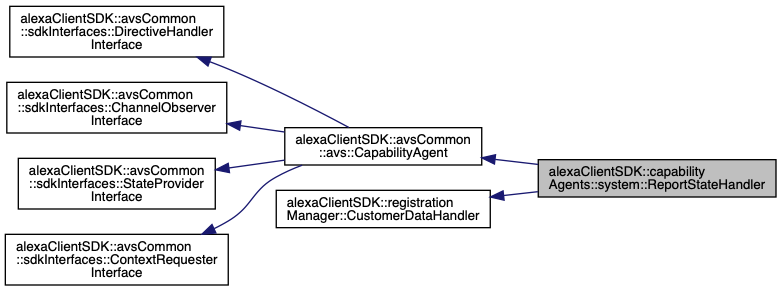 alexaClientSDK::avsCommon
::sdkInterfaces::DirectiveHandler
Interface
alexaClientSDK::avsCommon
::sdkInterfaces::ChannelObserver
Interface
alexaClientSDK::avsCommon
::sdkInterfaces::StateProvider
Interface
alexaClientSDK::avsCommon
::sdkInterfaces::ContextRequester
Interface
alexaClientSDK::avsCommon
::avs::CapabilityAgent
alexaClientSDK::registration
Manager::CustomerDataHandler
alexaClientSDK::capability
Agents::system::ReportStateHandler